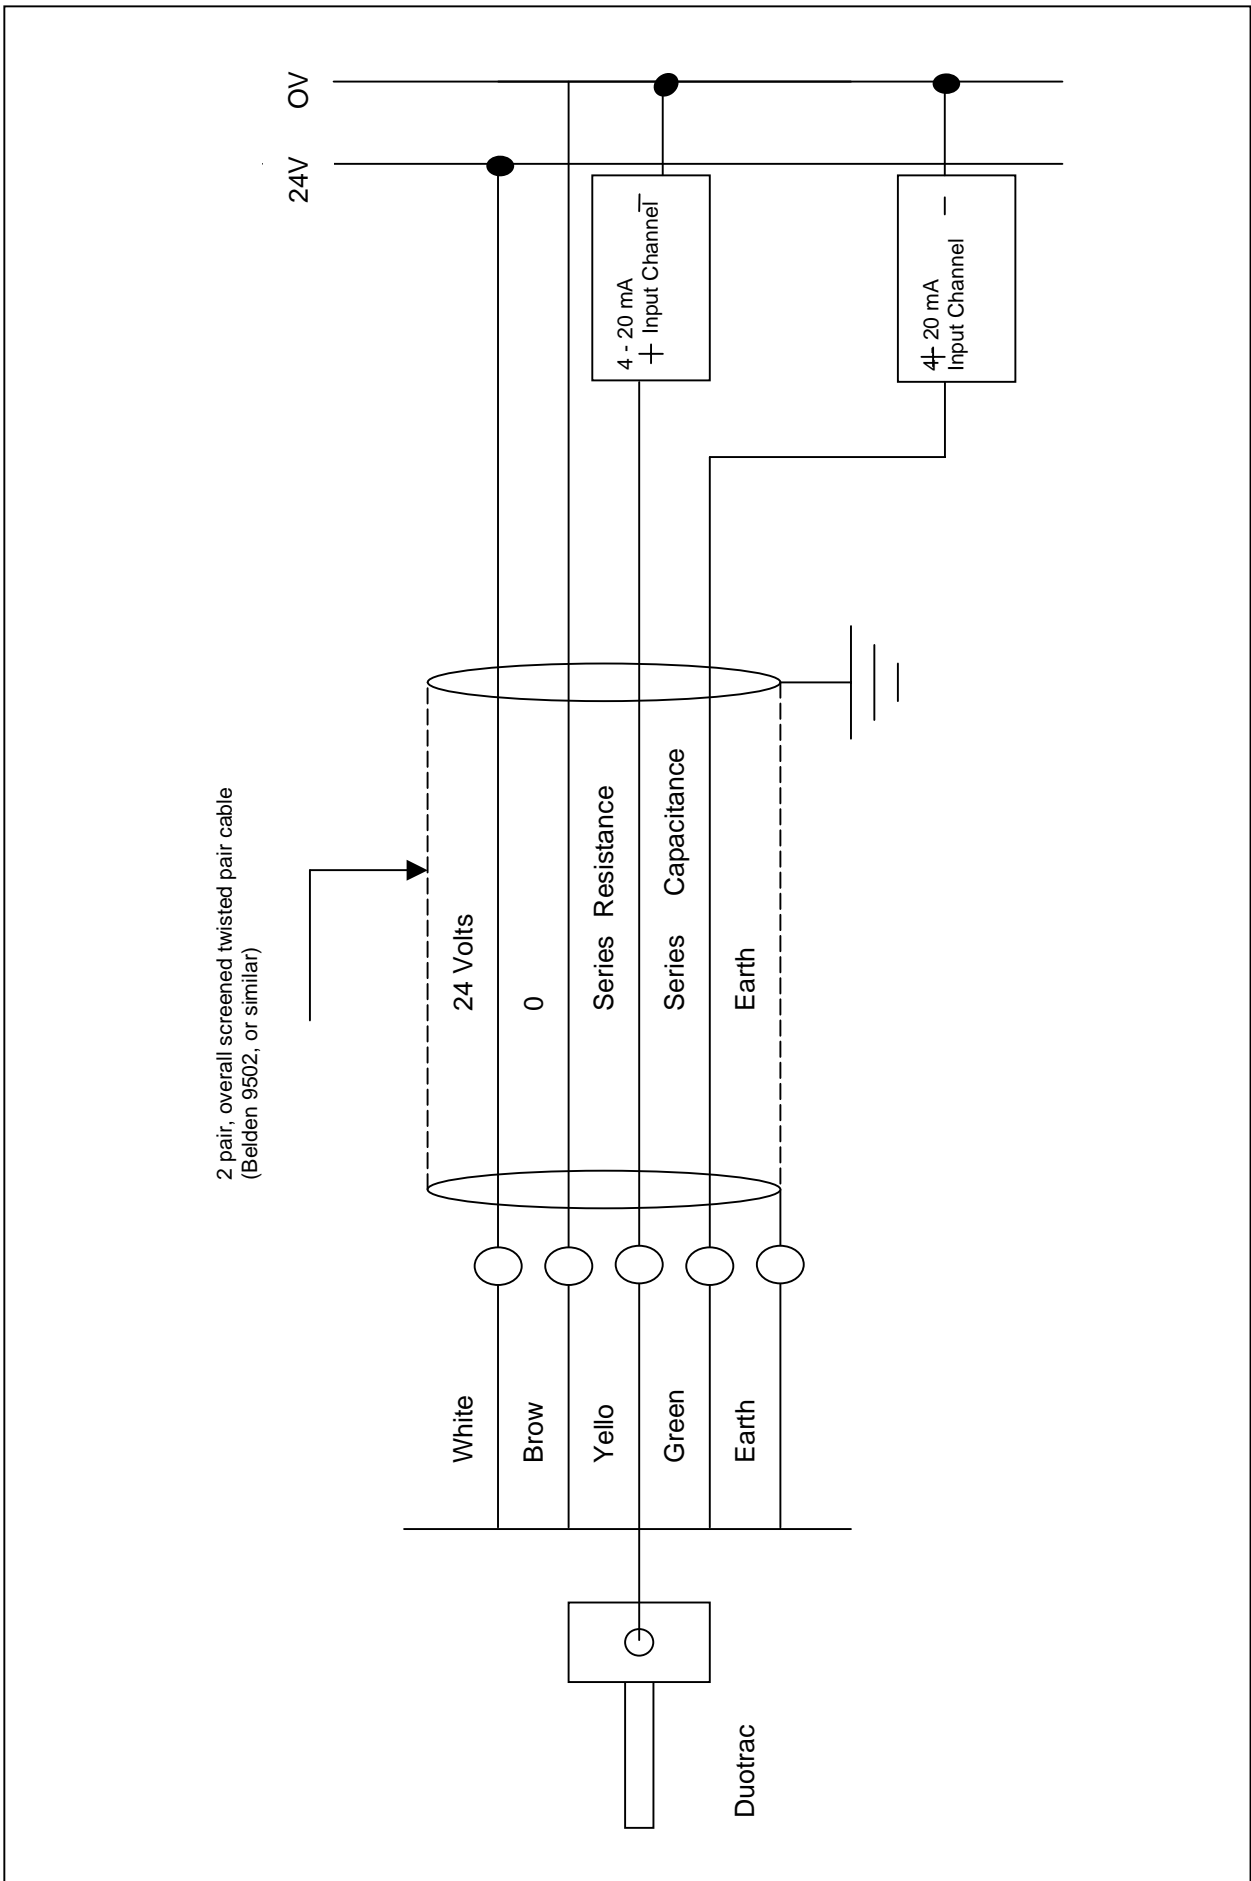 2 pair, overall screened twisted pair cable
(Belden 9502, or similar)
OV
24V
4 - 20 mA
+ Input Channel –
4 - 20 mA
+ –
Input Channel
24 Volts
0
Series Resistance
Series Capacitance
Earth
White
Brow
Yello
Green
Earth
Duotrac